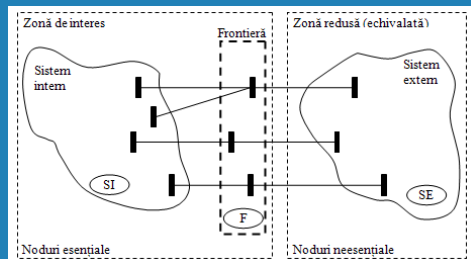 Zonă de interes
Zonă redusă (echivalată)
Frontieră
Sistem
intern
Sistem
extern
SI
SE
F
Noduri esențiale
Noduri neesențiale